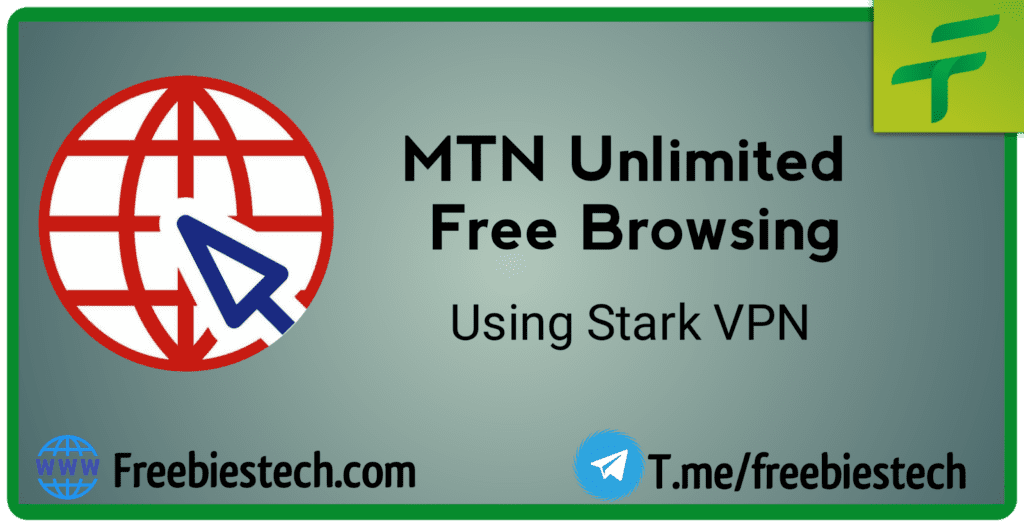 MTN Unlimited
Free Browsing
Using Stark VPN
WWW
Freebiestech.com
T.me/freebiestech